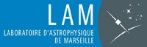 LAM
LABORATOIRE D'ASTROPHYSIQUE
DE MARSEILLE